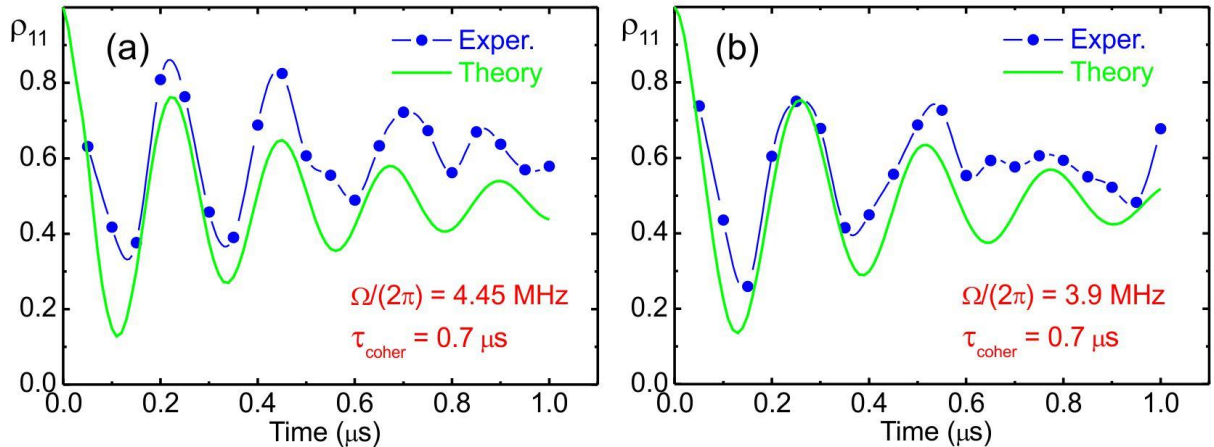 ρ11
(a)
Exper.
Theory
0.8
0.6
0.4
0.2
0.0
Ω/(2π) = 4.45 MHz
τcoher = 0.7 μs
0.0 0.2 0.4 0.6 0.8 1.0
Time (μs)
ρ11
(b)
Exper.
Theory
0.8
0.6
0.4
0.2
0.0
Ω/(2π) = 3.9 MHz
τcoher = 0.7 μs
0.0 0.2 0.4 0.6 0.8 1.0
Time (μs)